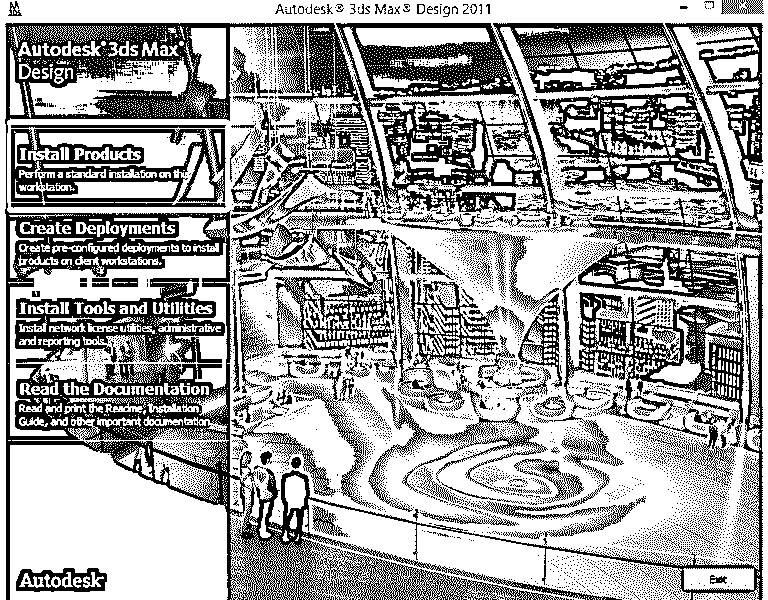 Autodesk® 3ds Max® Design 2011
Autodesk® 3ds Max®
Design
Install Products
Perform a standard installation on this
workstation.
Create Deployments
Create pre-configured deployments to install
products on client workstations.
Install Tools and Utilities
Install network license utilities, administrative
and reporting tools.
Read the Documentation
Read and print the Readme, Installation
Guide, and other important documentation.
Autodesk
Exit